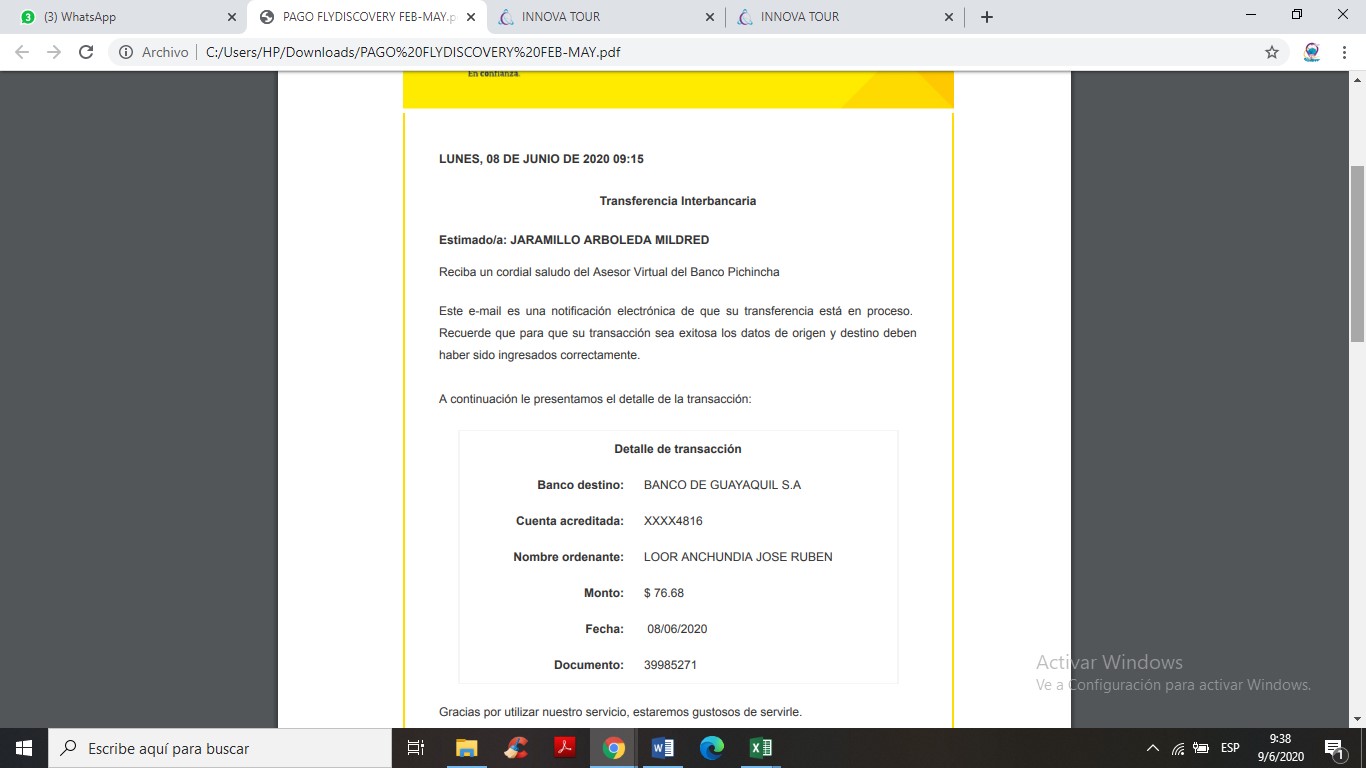 3 (3) WhatsApp
PAGO FLYDISCOVERY FEB-MAY.p
INNOVA TOUR
INNOVA TOUR
Archivo C:/Users/HP/Downloads/PAGO%20FLYDISCOVERY%20FEB-MAY.pdf
En confianza.
LUNES, 08 DE JUNIO DE 2020 09:15
Transferencia Interbancaria
Estimado/a: JARAMILLO ARBOLEDA MILDRED
Reciba un cordial saludo del Asesor Virtual del Banco Pichincha
Este e-mail es una notificación electrónica de que su transferencia está en proceso.
Recuerde que para que su transacción sea exitosa los datos de origen y destino deben
haber sido ingresados correctamente.
A continuación le presentamos el detalle de la transacción:
Detalle de transacción
Banco destino: BANCO DE GUAYAQUIL S.A
Cuenta acreditada: XXXX4816
Nombre ordenante: LOOR ANCHUNDIA JOSE RUBEN
Monto: $ 76.68
Fecha: 08/06/2020
Documento: 39985271
Gracias por utilizar nuestro servicio, estaremos gustosos de servirle.
Activar Windows
Ve a Configuración para activar Windows.
Escribe aquí para buscar
ESP
9:38
9/6/2020
1